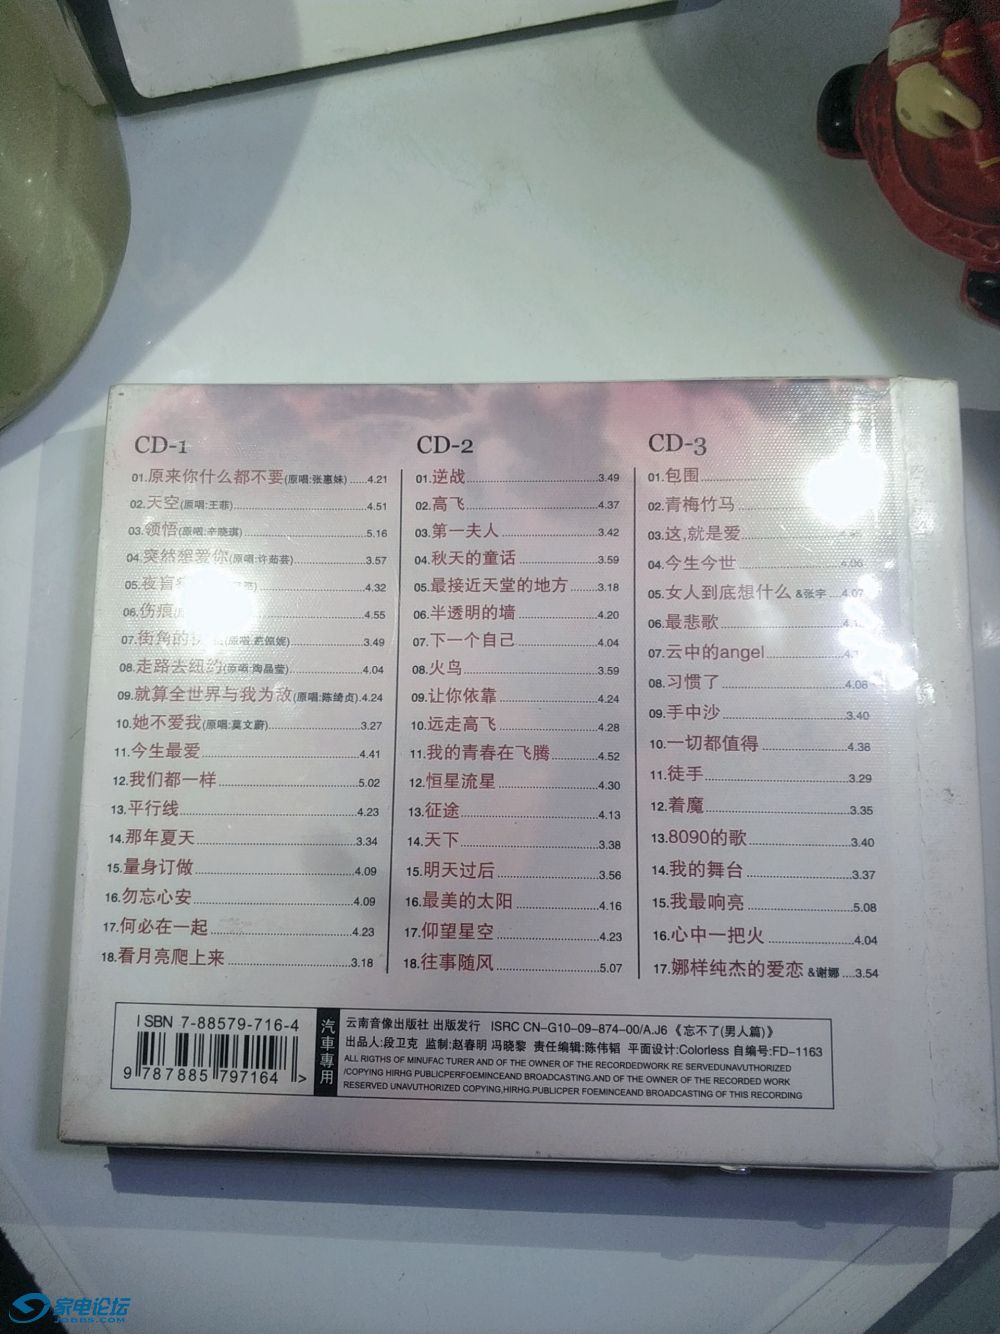 CD-1
01.原来你什么都不要(原唱:张惠妹)......4.21
02.天空(原唱:王菲)......4.51
03.领悟(原唱:辛晓琪)......5.16
04.突然想爱你(原唱:许茹芸)......3.57
05.夜盲......4.32
06.伤痕......4.55
07.街角的......3.49
08.走路去纽约(原唱:陶晶莹)......4.04
09.就算全世界与我为敌(原唱:陈绮贞).4.24
10.她不爱我(原唱:莫文蔚)......3.27
11.今生最爱......4.41
12.我们都一样......5.02
13.平行线......4.23
14.那年夏天......3.34
15.量身订做......4.09
16.勿忘心安......4.09
17.何必在一起......4.23
18.看月亮爬上来......3.18
CD-2
01.逆战......3.49
02.高飞......4.37
03.第一夫人......3.42
04.秋天的童话......3.59
05.最接近天堂的地方......3.18
06.半透明的墙......4.20
07.下一个自己......4.04
08.火鸟......3.59
09.让你依靠......4.24
10.远走高飞......4.28
11.我的青春在飞腾......4.52
12.恒星流星......4.30
13.征途......4.13
14.天下......3.38
15.明天过后......3.56
16.最美的太阳......4.16
17.仰望星空......4.23
18.往事随风......5.07
CD-3
01.包围
02.青梅竹马
03.这,就是爱
04.今生今世......4.06
05.女人到底想什么 &张宇....4.07
06.最悲歌
07.云中的angel
08.习惯了......4.08
09.手中沙......3.40
10.一切都值得......4.38
11.徒手......3.29
12.着魔......3.35
13.8090的歌......3.40
14.我的舞台......3.37
15.我最响亮......5.08
16.心中一把火......4.04
17.娜样纯杰的爱恋 &谢娜....3.54
ISBN 7-88579-716-4
9 787885 797164 >
汽車專用
云南音像出版社 出版发行 ISRC CN-G10-09-874-00/A.J6 《忘不了(男人篇)》
出品人:段卫克 监制:赵春明 冯晓黎 责任编辑:陈伟韬 平面设计:Colorless 自编号:FD-1163
ALL RIGTHS OF MINUFAC TURER AND OF THE OWNER OF THE RECORDEDWORK RE SERVEDUNAVUTHORIZED
/COPYING HIRHG PUBLICPERFOEMINCEAND BROADCASTING.AND OF THE OWNER OF THE RECORDED WORK
RESERVED UNAVUTHORIZED COPYING,HIRHG.PUBLICPER FOEMINCEAND BROADCASTING OF THIS RECORDING
家电论坛
JDBBS.COM